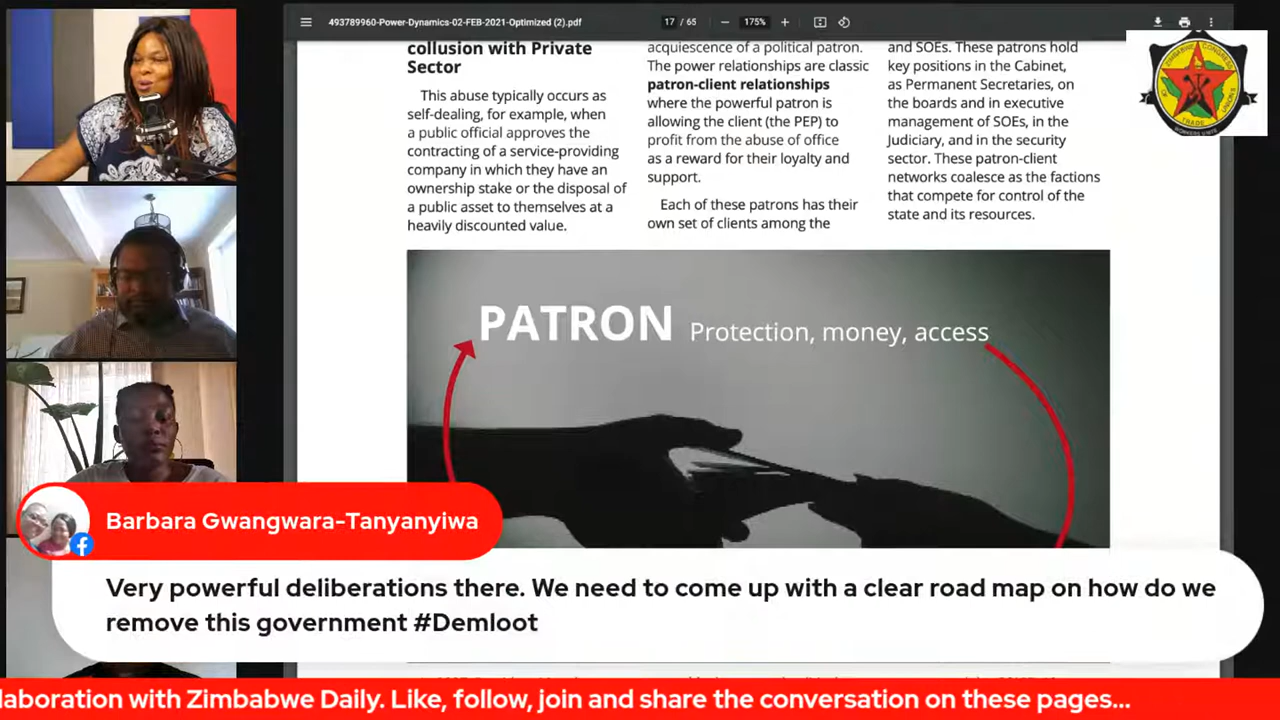 493789960-Power-Dynamics-02-FEB-2021-Optimized (2).pdf
17 / 65
175%
collusion with Private
Sector
This abuse typically occurs as
self-dealing, for example, when
a public official approves the
contracting of a service-providing
company in which they have an
ownership stake or the disposal of
a public asset to themselves at a
heavily discounted value.
acquiescence of a political patron.
The power relationships are classic
patron-client relationships
where the powerful patron is
allowing the client (the PEP) to
profit from the abuse of office
as a reward for their loyalty and
support.
Each of these patrons has their
own set of clients among the
and SOEs. These patrons hold
key positions in the Cabinet,
as Permanent Secretaries, on
the boards and in executive
management of SOEs, in the
Judiciary, and in the security
sector. These patron-client
networks coalesce as the factions
that compete for control of the
state and its resources.
ZIMBABWE CONGRESS
OF
TRADE
UNIONS
WORKERS UNITE
PATRON Protection, money, access
Barbara Gwangwara-Tanyanyiwa
Very powerful deliberations there. We need to come up with a clear road map on how do we
remove this government #Demloot
laboration with Zimbabwe Daily. Like, follow, join and share the conversation on these pages...